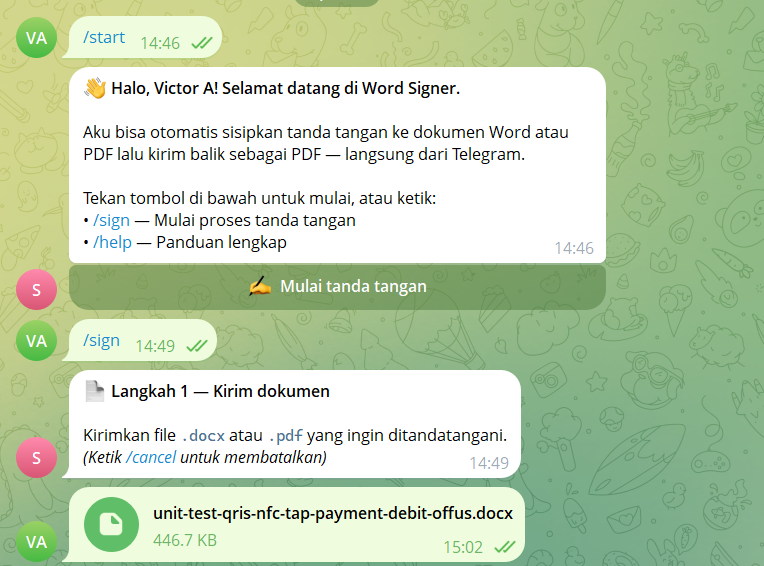 VA
/start 14:46
👋 Halo, Victor A! Selamat datang di Word Signer.
Aku bisa otomatis sisipkan tanda tangan ke dokumen Word atau
PDF lalu kirim balik sebagai PDF — langsung dari Telegram.
Tekan tombol di bawah untuk mulai, atau ketik:
• /sign — Mulai proses tanda tangan
• /help — Panduan lengkap
14:46
S
✍️ Mulai tanda tangan
VA
/sign 14:49
Langkah 1 — Kirim dokumen
Kirimkan file .docx atau .pdf yang ingin ditandatangani.
(Ketik /cancel untuk membatalkan)
S
14:49
unit-test-qris-nfc-tap-payment-debit-offus.docx
446.7 KB
VA
15:02